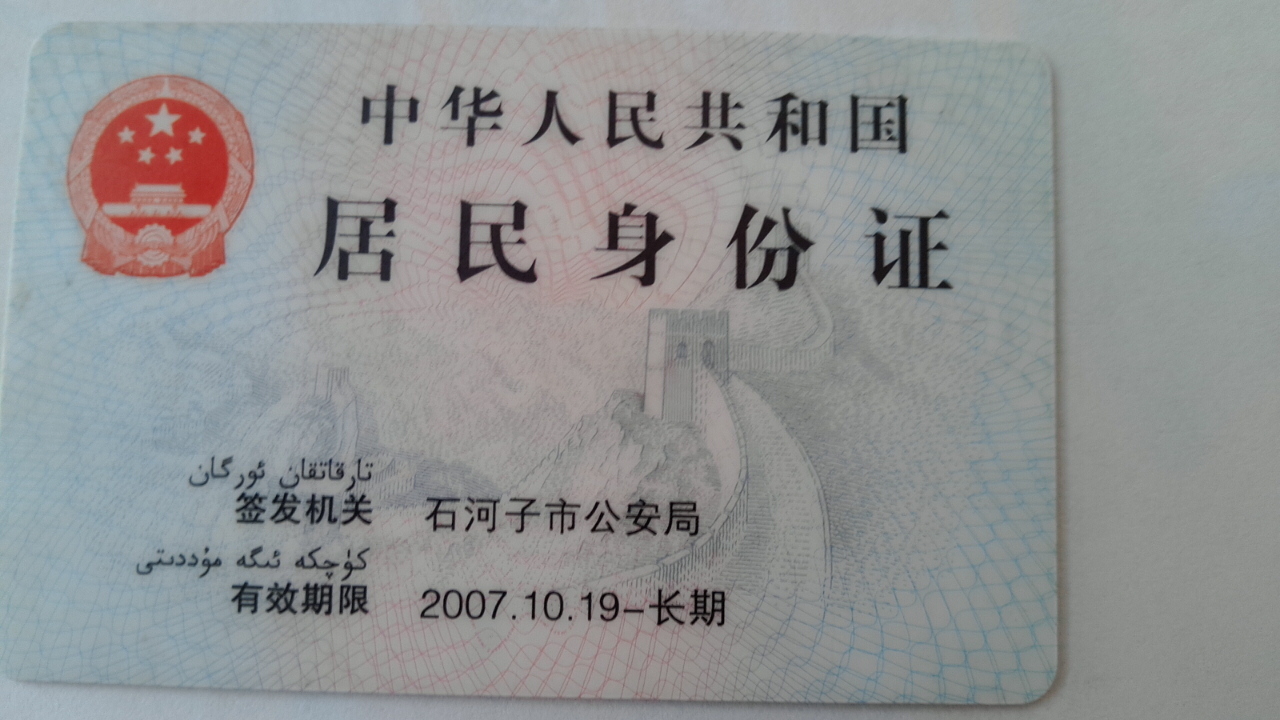 中华人民共和国
居民身份证
تارقاتقان ئورگان
签发机关 石河子市公安局
كۈچكە ئىگە مۇددىتى
有效期限 2007.10.19-长期